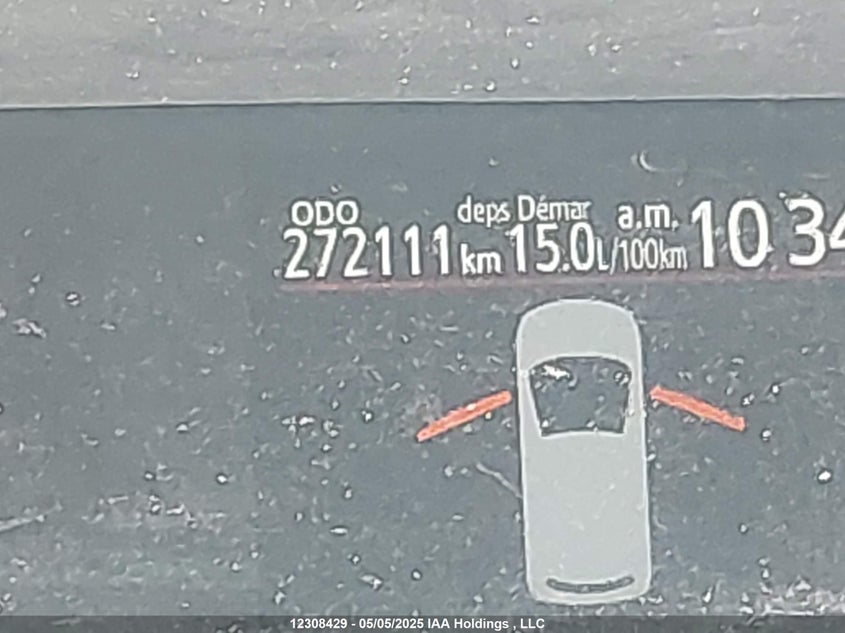 ODO deps Démar a.m.
272111 km 15.0 L/100km 10 34
12308429 - 05/05/2025 IAA Holdings , LLC